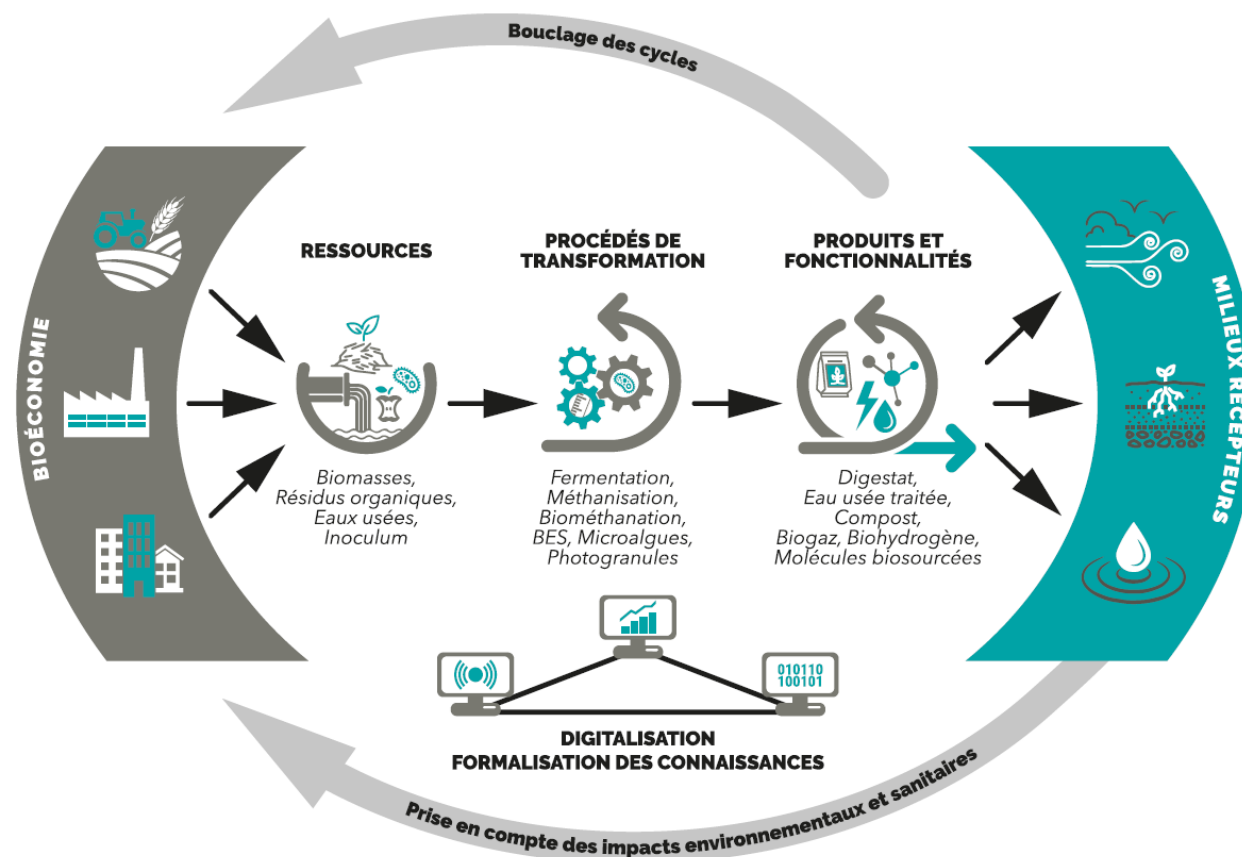 Bouclage des cycles
BIOÉCONOMIE
RESSOURCES
Biomasses,
Résidus organiques,
Eaux usées,
Inoculum
PROCÉDÉS DE
TRANSFORMATION
Fermentation,
Méthanisation,
Biométhanation,
BES, Microalgues,
Photogranules
PRODUITS ET
FONCTIONNALITÉS
Digestat,
Eau usée traitée,
Compost,
Biogaz, Biohydrogène,
Molécules biosourcées
MILIEUX RÉCEPTEURS
010110
100101
DIGITALISATION
FORMALISATION DES CONNAISSANCES
Prise en compte des impacts environnementaux et sanitaires